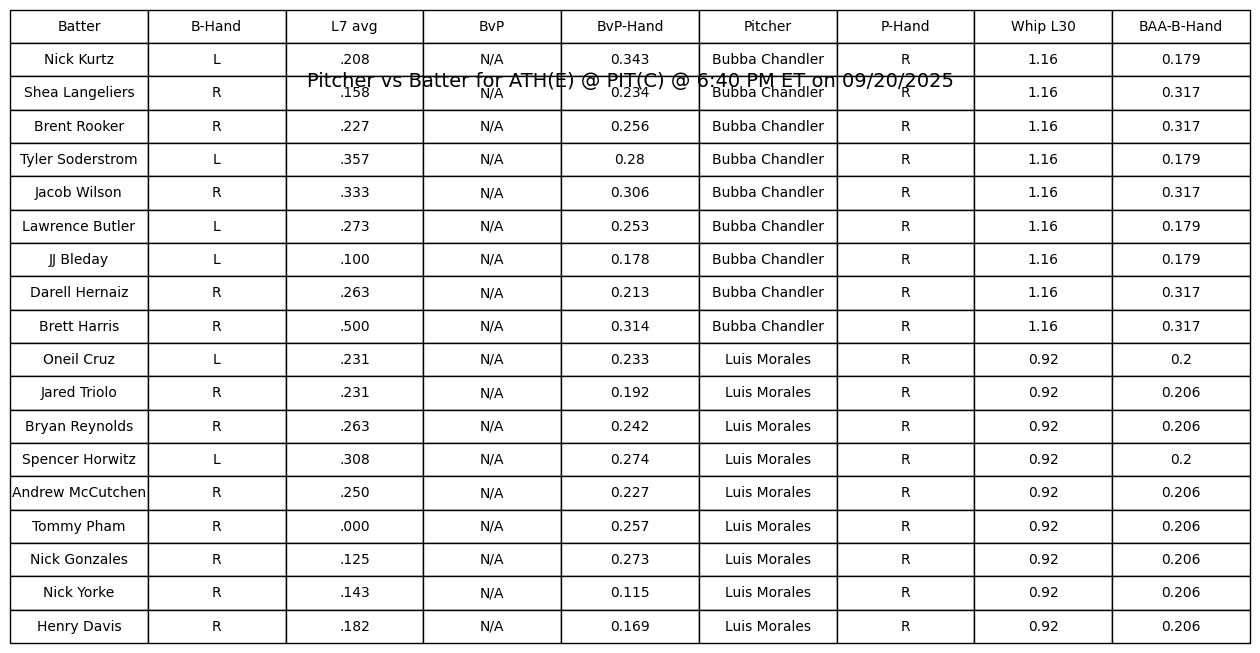 Batter B-Hand L7 avg BvP BvP-Hand Pitcher P-Hand Whip L30 BAA-B-Hand
Nick Kurtz L .208 N/A 0.343 Bubba Chandler R 1.16 0.179
Pitcher vs Batter for ATH(E) @ PIT(C) @ 6:40 PM ET on 09/20/2025
Shea Langeliers R .158 N/A 0.234 Bubba Chandler R 1.16 0.317
Brent Rooker R .227 N/A 0.256 Bubba Chandler R 1.16 0.317
Tyler Soderstrom L .357 N/A 0.28 Bubba Chandler R 1.16 0.179
Jacob Wilson R .333 N/A 0.306 Bubba Chandler R 1.16 0.317
Lawrence Butler L .273 N/A 0.253 Bubba Chandler R 1.16 0.179
JJ Bleday L .100 N/A 0.178 Bubba Chandler R 1.16 0.179
Darell Hernaiz R .263 N/A 0.213 Bubba Chandler R 1.16 0.317
Brett Harris R .500 N/A 0.314 Bubba Chandler R 1.16 0.317
Oneil Cruz L .231 N/A 0.233 Luis Morales R 0.92 0.2
Jared Triolo R .231 N/A 0.192 Luis Morales R 0.92 0.206
Bryan Reynolds R .263 N/A 0.242 Luis Morales R 0.92 0.206
Spencer Horwitz L .308 N/A 0.274 Luis Morales R 0.92 0.2
Andrew McCutchen R .250 N/A 0.227 Luis Morales R 0.92 0.206
Tommy Pham R .000 N/A 0.257 Luis Morales R 0.92 0.206
Nick Gonzales R .125 N/A 0.273 Luis Morales R 0.92 0.206
Nick Yorke R .143 N/A 0.115 Luis Morales R 0.92 0.206
Henry Davis R .182 N/A 0.169 Luis Morales R 0.92 0.206